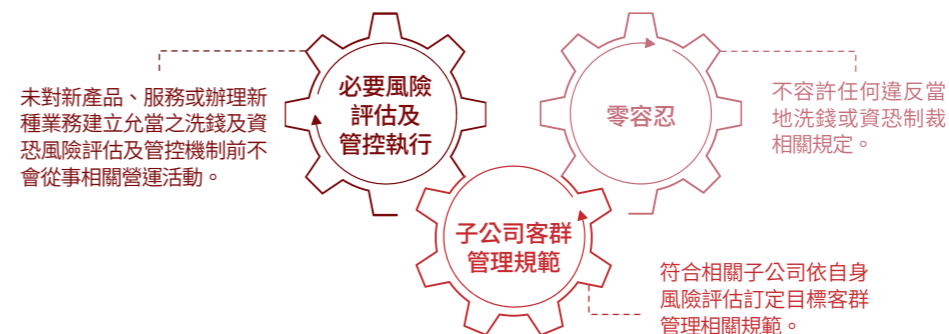 未對新產品、服務或辦理新
種業務建立允當之洗錢及資
恐風險評估及管控機制前不
會從事相關營運活動。
必要風險
評估及
管控執行
零容忍
不容許任何違反當
地洗錢或資恐制裁
相關規定。
子公司客群
管理規範
符合相關子公司依自身
風險評估訂定目標客群
管理相關規範。